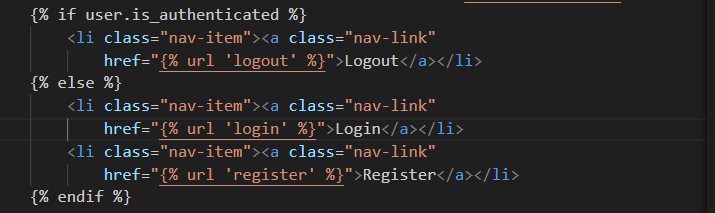 {% if user.is_authenticated %}
<li class="nav-item"><a class="nav-link"
href="{% url 'logout' %}">Logout</a></li>
{% else %}
<li class="nav-item"><a class="nav-link"
href="{% url 'login' %}">Login</a></li>
<li class="nav-item"><a class="nav-link"
href="{% url 'register' %}">Register</a></li>
{% endif %}